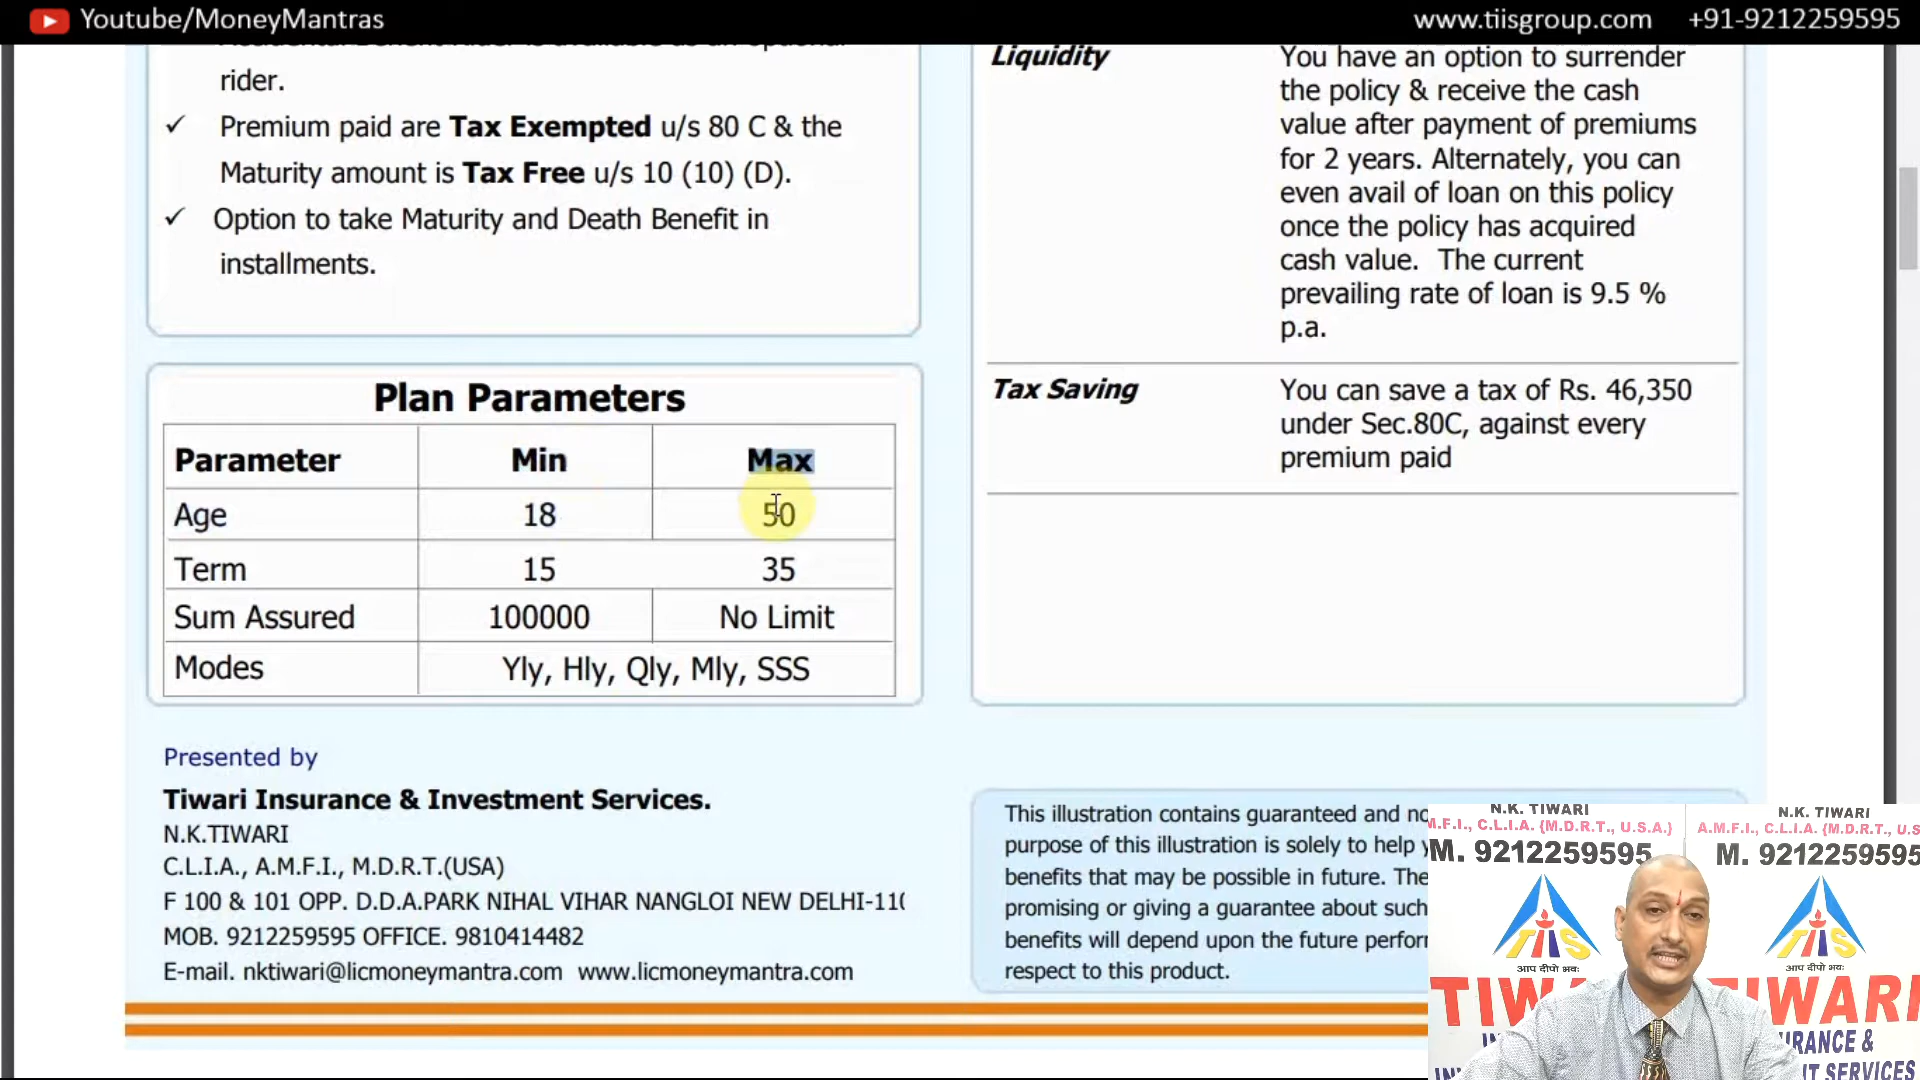 Youtube/MoneyMantras
www.tiisgroup.com +91-9212259595
rider.
✓ Premium paid are Tax Exempted u/s 80 C & the
Maturity amount is Tax Free u/s 10 (10) (D).
✓ Option to take Maturity and Death Benefit in
installments.
Plan Parameters
Parameter Min Max
Age 18 50
Term 15 35
Sum Assured 100000 No Limit
Modes Yly, Hly, Qly, Mly, SSS
Liquidity You have an option to surrender
the policy & receive the cash
value after payment of premiums
for 2 years. Alternately, you can
even avail of loan on this policy
once the policy has acquired
cash value. The current
prevailing rate of loan is 9.5 %
p.a.
Tax Saving You can save a tax of Rs. 46,350
under Sec.80C, against every
premium paid
Presented by
Tiwari Insurance & Investment Services.
N.K.TIWARI
C.L.I.A., A.M.F.I., M.D.R.T.(USA)
F 100 & 101 OPP. D.D.A.PARK NIHAL VIHAR NANGLOI NEW DELHI-110
MOB. 9212259595 OFFICE. 9810414482
E-mail. nktiwari@licmoneymantra.com www.licmoneymantra.com
This illustration contains guaranteed and
purpose of this illustration is solely to help
benefits that may be possible in future. The
promising or giving a guarantee about such
benefits will depend upon the future
respect to this product.
N.K. TIWARI
M.F.I., C.L.I.A. {M.D.R.T., U.S.A.}
M. 9212259595
TIIS
आप दीपो भवः
N.K. TIWARI
A.M.F.I., C.L.I.A. {M.D.R.T., U.S
M. 9212259595
TIIS
आप दीपो भवः
TIWARI